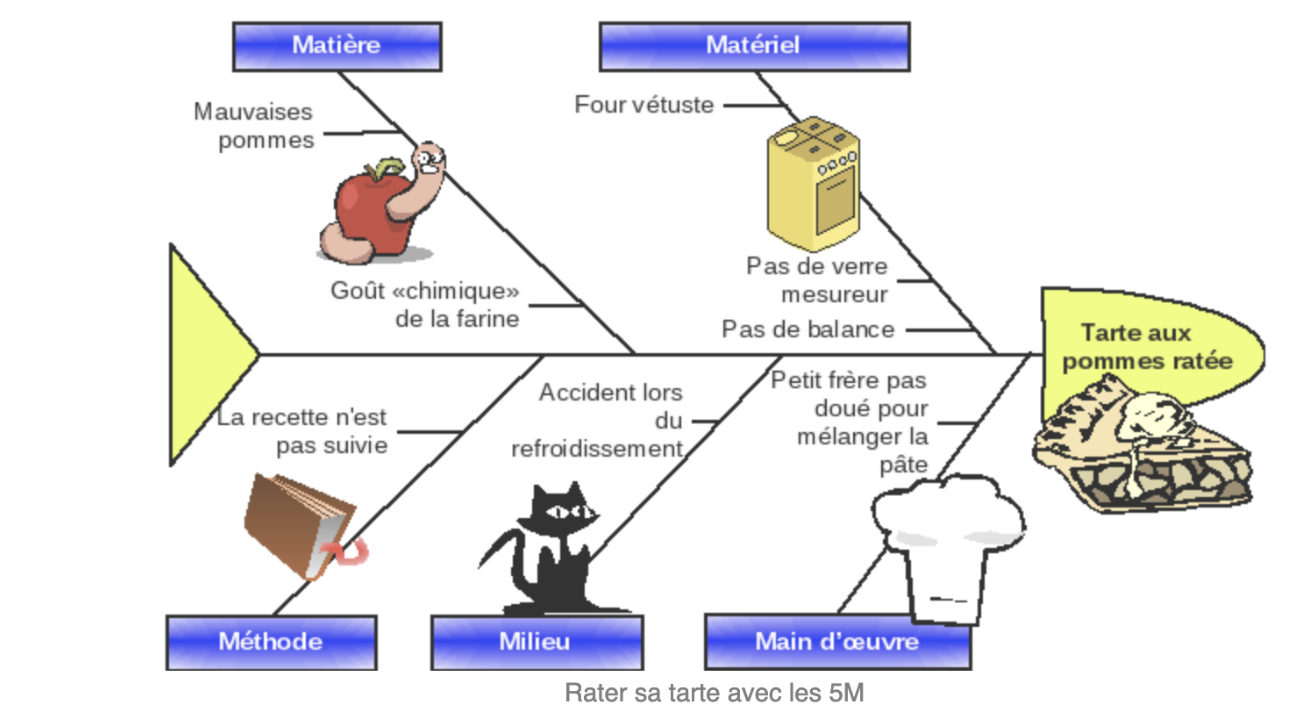 Matière
Matériel
Mauvaises
pommes
Four vétuste
Goût «chimique»
de la farine
Pas de verre
mesureur
Pas de balance
Tarte aux
pommes ratée
La recette n'est
pas suivie
Accident lors
du
refroidissement
Petit frère pas
doué pour
mélanger la
pâte
Méthode
Milieu
Main d’œuvre
Rater sa tarte avec les 5M